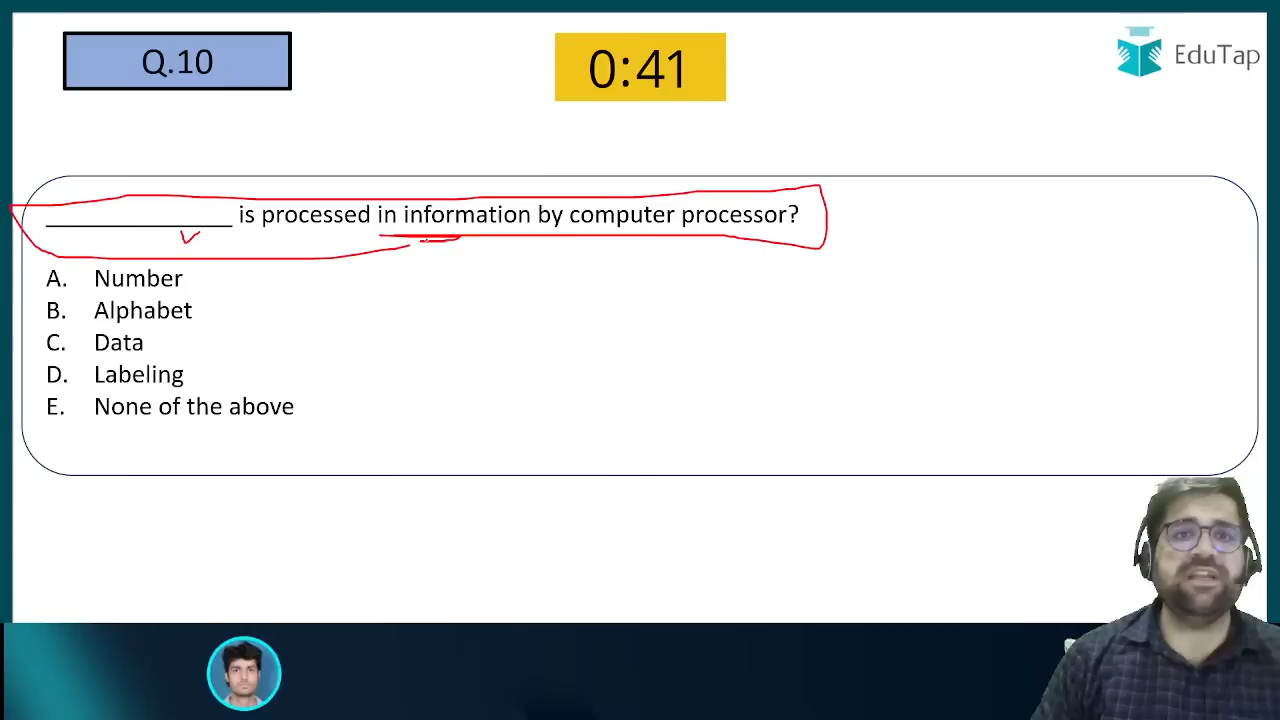 Q.10
0:41
EduTap
______________ is processed in information by computer processor?
A. Number
B. Alphabet
C. Data
D. Labeling
E. None of the above